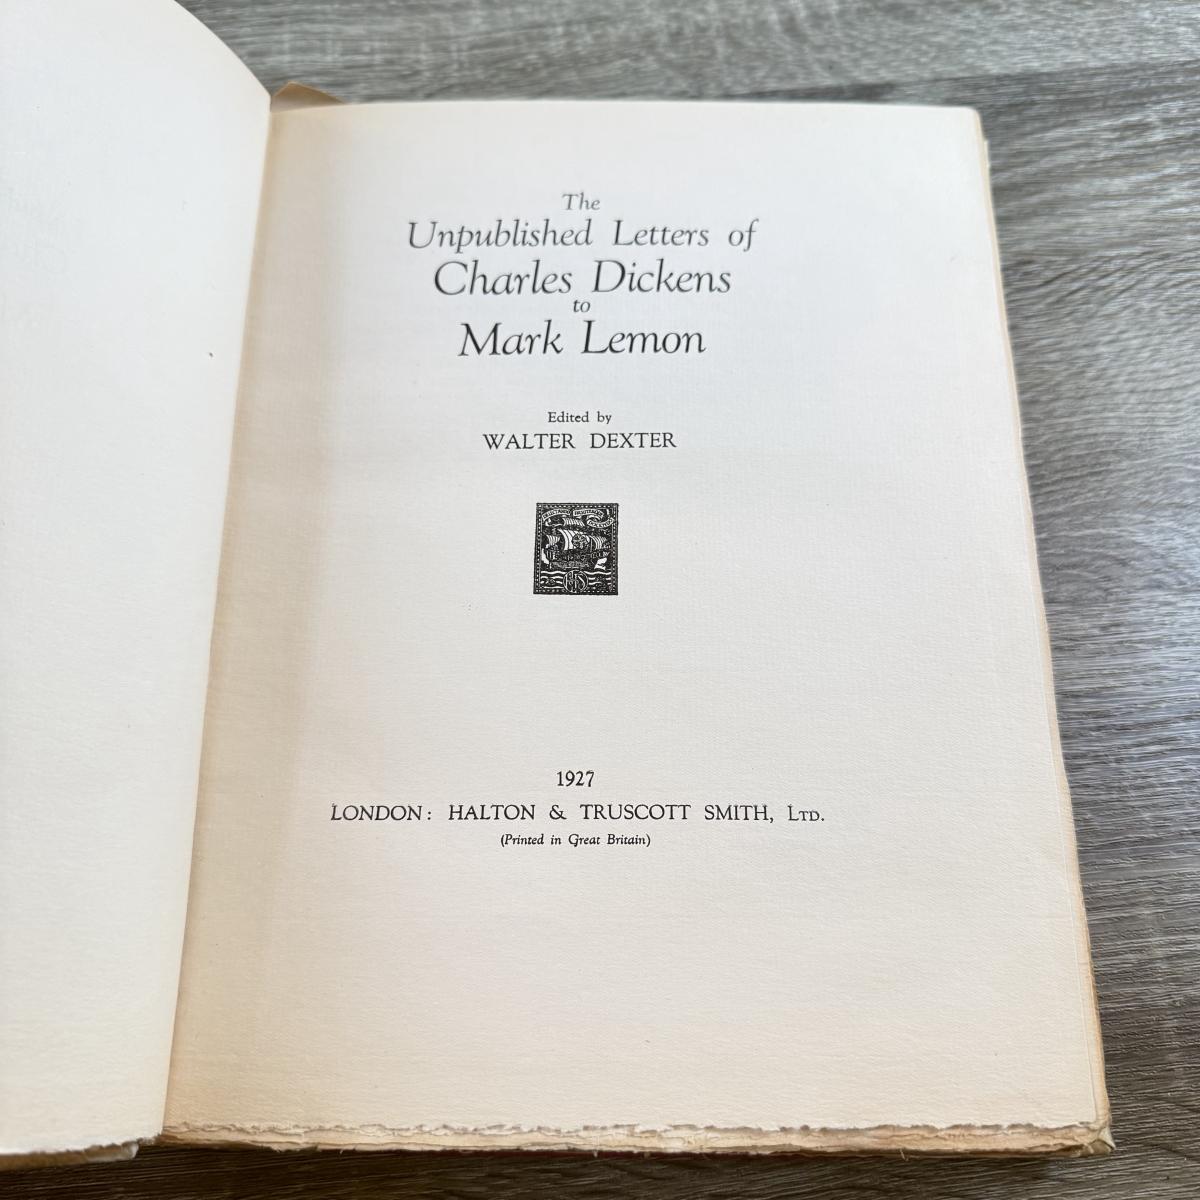 The
Unpublished Letters of
Charles Dickens
to
Mark Lemon
Edited by
WALTER DEXTER
1927
LONDON: HALTON & TRUSCOTT SMITH, LTD.
(Printed in Great Britain)